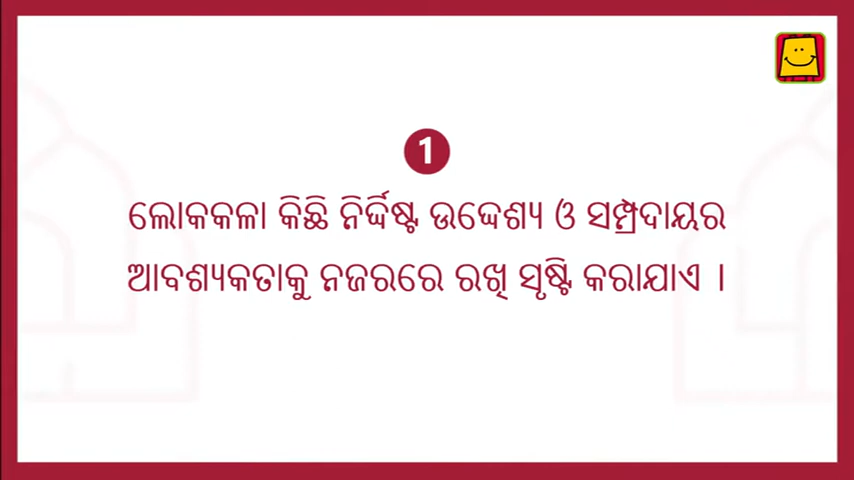 1
ଲୋକକଳା କିଛି ନିର୍ଦ୍ଦିଷ୍ଟ ଉଦ୍ଦେଶ୍ୟ ଓ ସମ୍ପ୍ରଦାୟର
ଆବଶ୍ୟକତାକୁ ନଜରରେ ରଖି ସୃଷ୍ଟି କରାଯାଏ ।